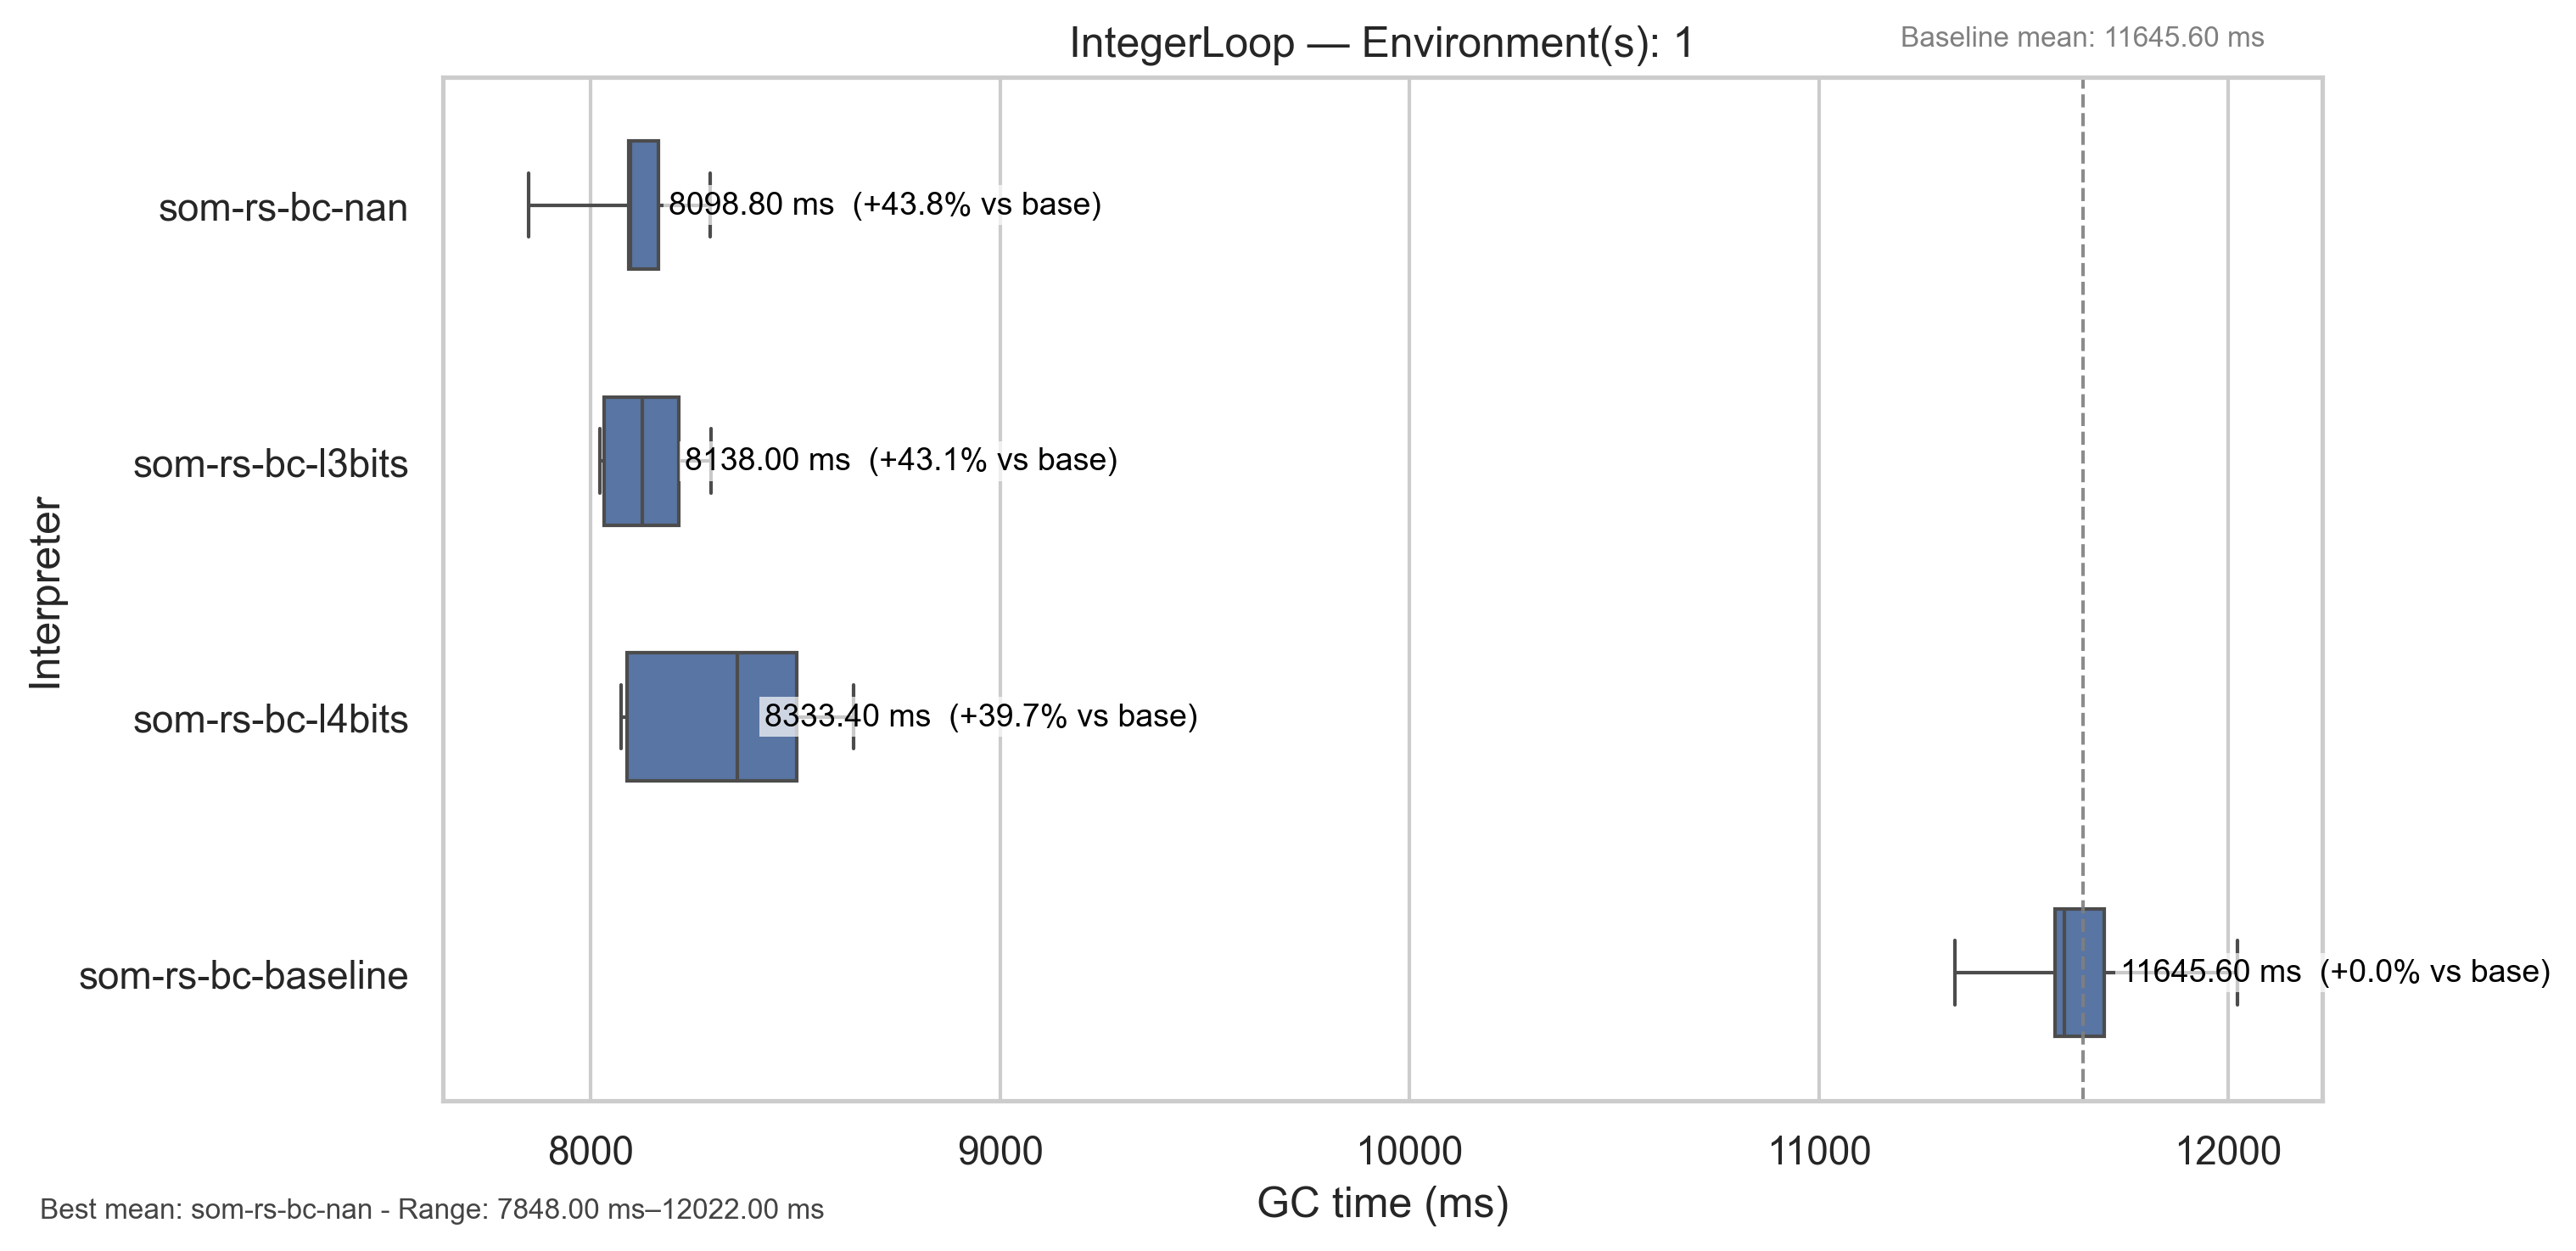 IntegerLoop — Environment(s): 1
Baseline mean: 11645.60 ms
som-rs-bc-nan
8098.80 ms  (+43.8% vs base)
som-rs-bc-l3bits
8138.00 ms  (+43.1% vs base)
Interpreter
som-rs-bc-l4bits
8333.40 ms  (+39.7% vs base)
som-rs-bc-baseline
11645.60 ms  (+0.0% vs base)
8000 9000 10000 11000 12000
GC time (ms)
Best mean: som-rs-bc-nan - Range: 7848.00 ms–12022.00 ms